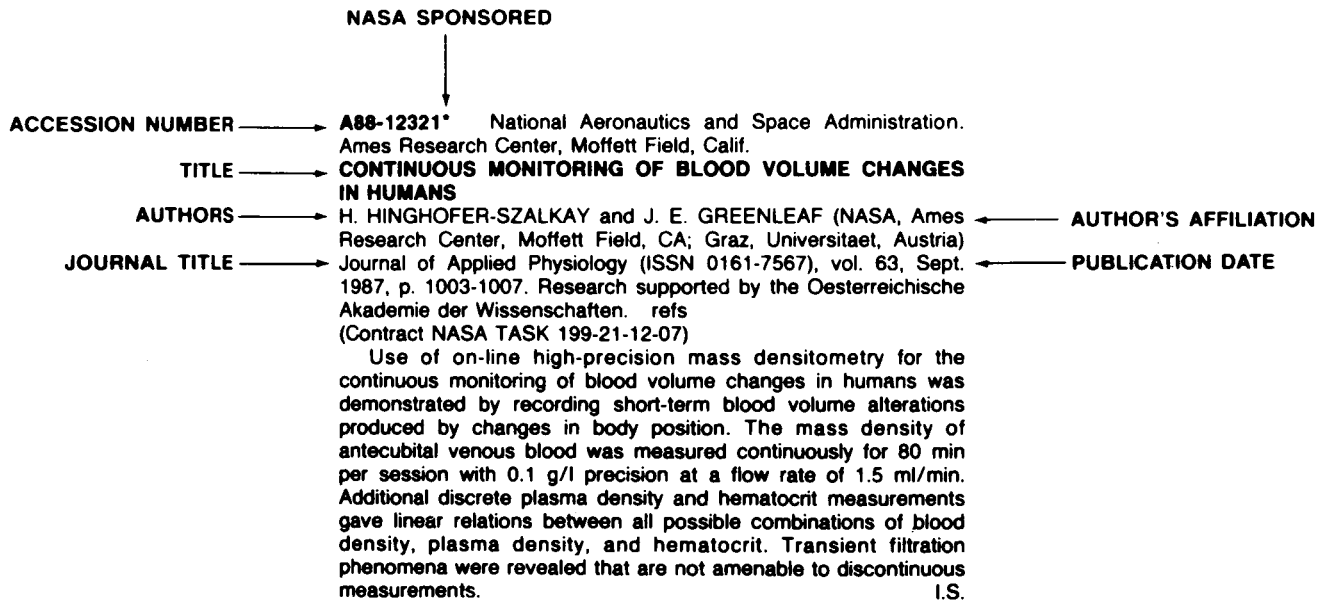 NASA SPONSORED
ACCESSION NUMBER A88-12321* National Aeronautics and Space Administration.
Ames Research Center, Moffett Field, Calif.
TITLE CONTINUOUS MONITORING OF BLOOD VOLUME CHANGES
IN HUMANS
AUTHORS H. HINGHOFER-SZALKAY and J. E. GREENLEAF (NASA, Ames AUTHOR'S AFFILIATION
Research Center, Moffett Field, CA; Graz, Universitaet, Austria)
JOURNAL TITLE Journal of Applied Physiology (ISSN 0161-7567), vol. 63, Sept. PUBLICATION DATE
1987, p. 1003-1007. Research supported by the Oesterreichische
Akademie der Wissenschaften. refs
(Contract NASA TASK 199-21-12-07)
Use of on-line high-precision mass densitometry for the
continuous monitoring of blood volume changes in humans was
demonstrated by recording short-term blood volume alterations
produced by changes in body position. The mass density of
antecubital venous blood was measured continuously for 80 min
per session with 0.1 g/l precision at a flow rate of 1.5 ml/min.
Additional discrete plasma density and hematocrit measurements
gave linear relations between all possible combinations of blood
density, plasma density, and hematocrit. Transient filtration
phenomena were revealed that are not amenable to discontinuous
measurements. I.S.